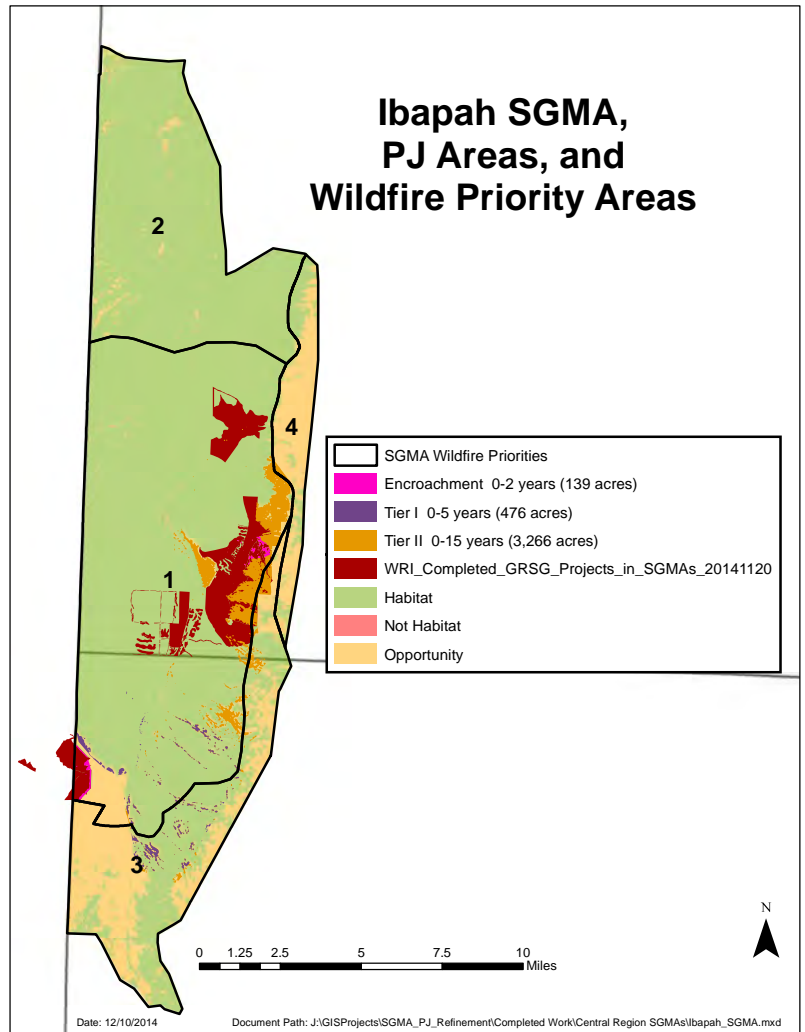 Ibapah SGMA,
PJ Areas, and
Wildfire Priority Areas
2
4
1
3
SGMA Wildfire Priorities
Encroachment 0-2 years (139 acres)
Tier I 0-5 years (476 acres)
Tier II 0-15 years (3,266 acres)
WRI_Completed_GRSG_Projects_in_SGMAs_20141120
Habitat
Not Habitat
Opportunity
N
0 1.25 2.5 5 7.5 10
Miles
Date: 12/10/2014 Document Path: J:\GISProjects\SGMA_PJ_Refinement\Completed Work\Central Region SGMAs\Ibapah_SGMA.mxd